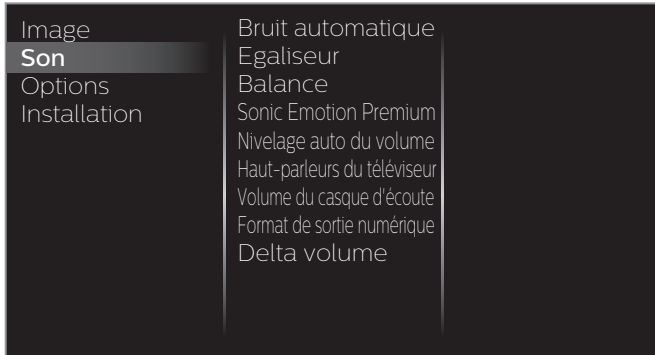 Image
Son
Options
Installation
Bruit automatique
Egaliseur
Balance
Sonic Emotion Premium
Nivelage auto du volume
Haut-parleurs du téléviseur
Volume du casque d'écoute
Format de sortie numérique
Delta volume